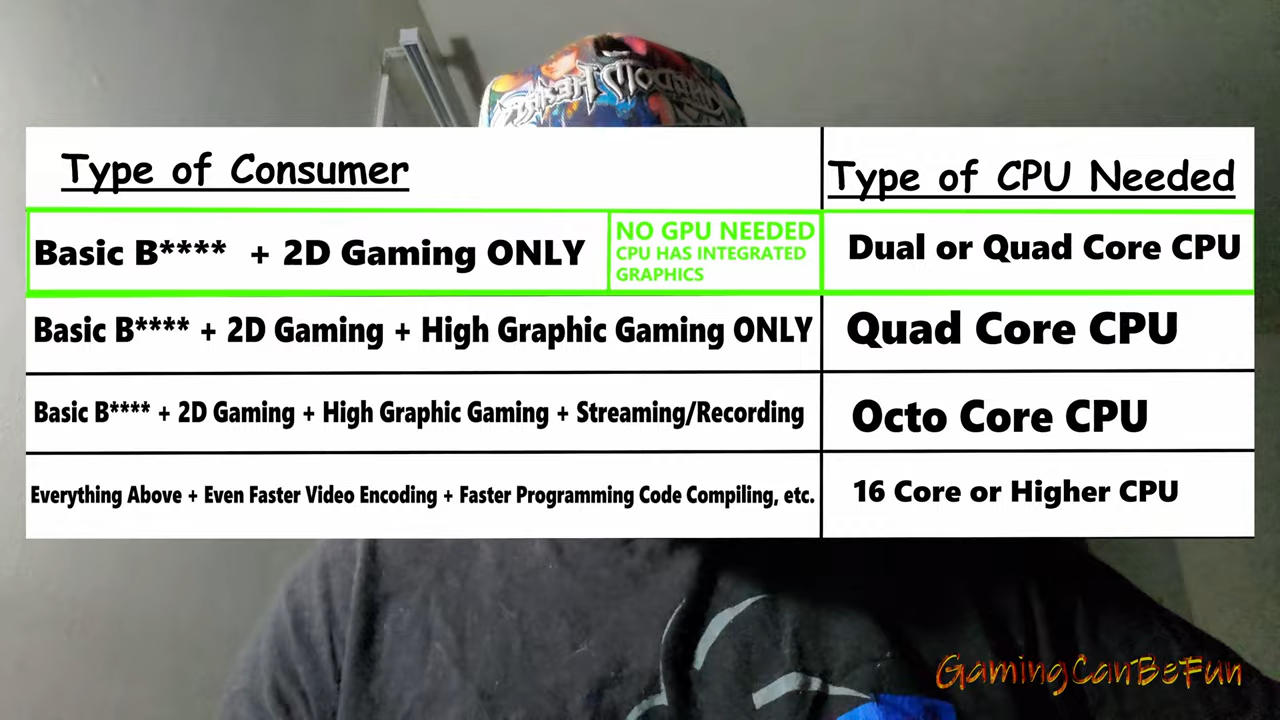 Type of Consumer
Type of CPU Needed
Basic B**** + 2D Gaming ONLY
NO GPU NEEDED
CPU HAS INTEGRATED
GRAPHICS
Dual or Quad Core CPU
Basic B**** + 2D Gaming + High Graphic Gaming ONLY
Quad Core CPU
Basic B**** + 2D Gaming + High Graphic Gaming + Streaming/Recording
Octo Core CPU
Everything Above + Even Faster Video Encoding + Faster Programming Code Compiling, etc.
16 Core or Higher CPU
GamingCanBeFun